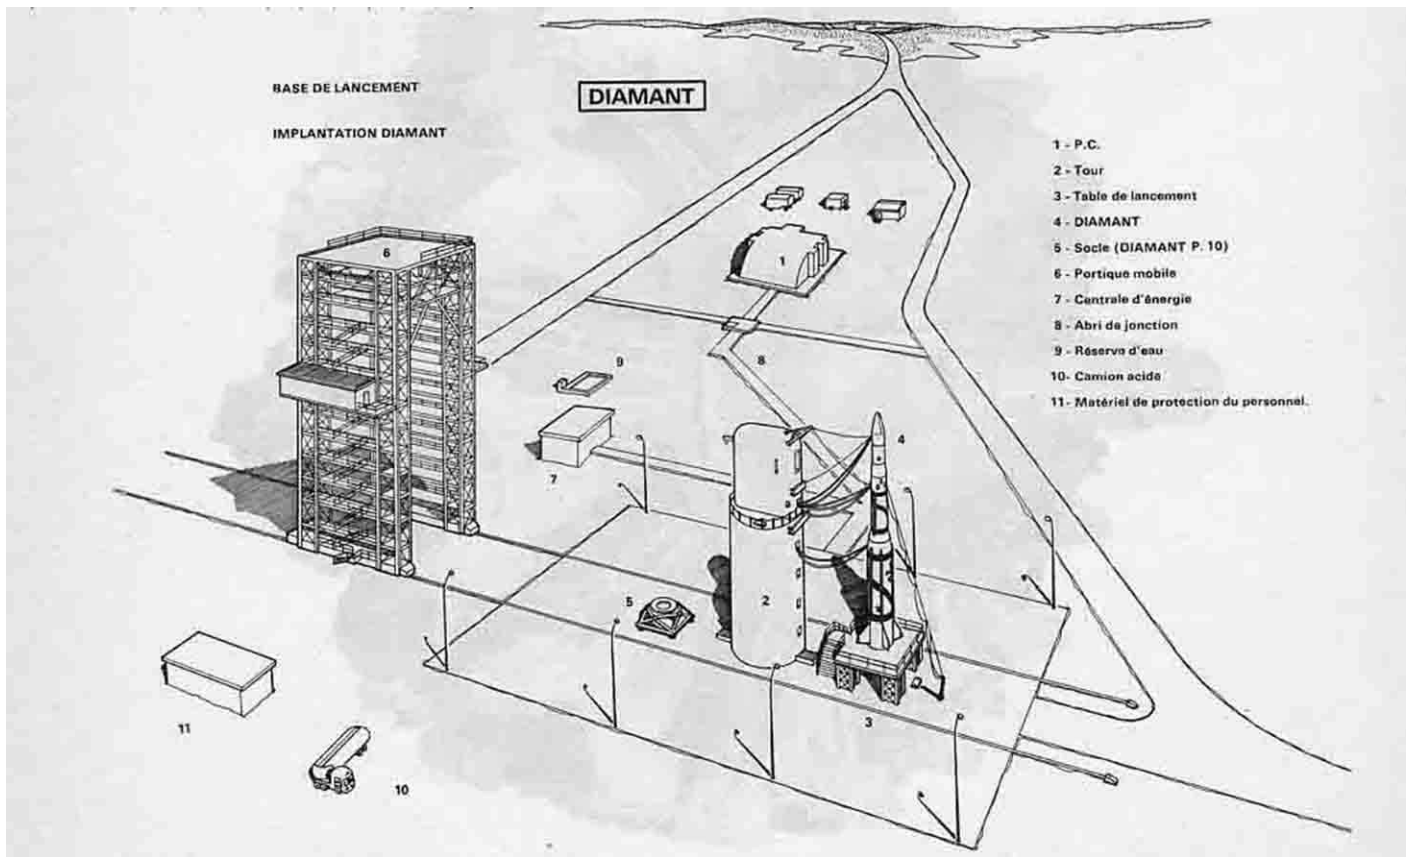 BASE DE LANCEMENT
DIAMANT
IMPLANTATION DIAMANT
1 - P.C.
2 - Tour
3 - Table de lancement
4 - DIAMANT
5 - Socle (DIAMANT P. 10)
6 - Portique mobile
7 - Centrale d'énergie
8 - Abri de jonction
9 - Réserve d'eau
10- Camion acide
11- Matériel de protection du personnel.
6
1
9
8
4
7
5
2
3
11
10